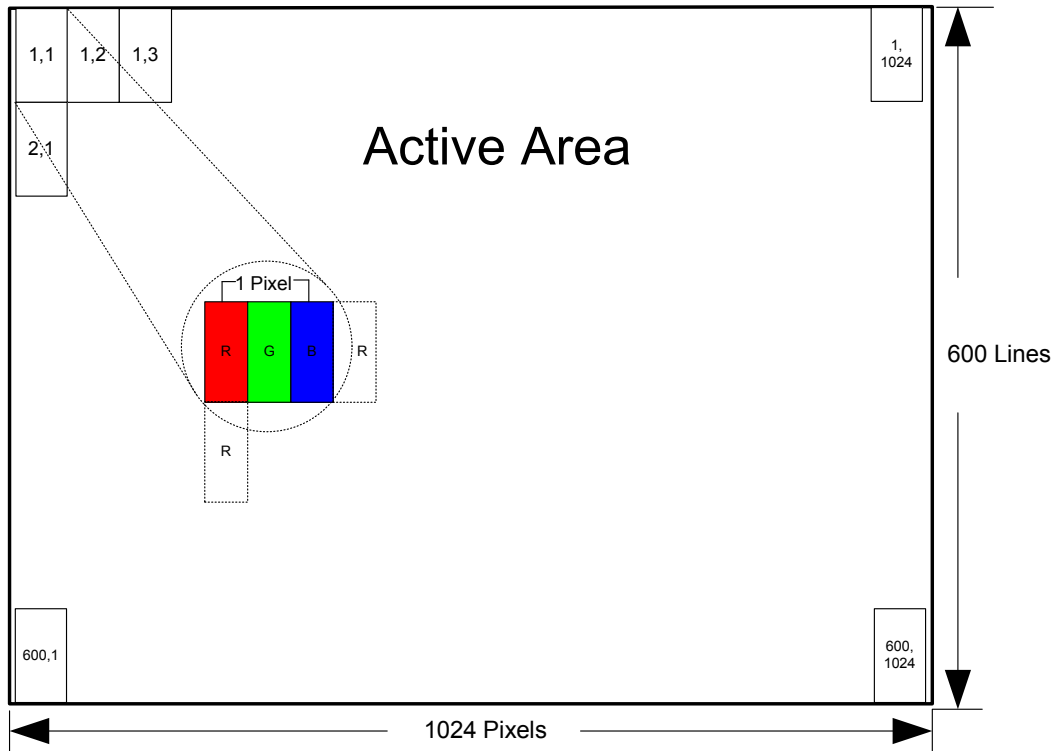 1,1
1,2
1,3
1,
1024
2,1
Active Area
1 Pixel
R
G
B
R
600 Lines
R
600,1
600,
1024
1024 Pixels